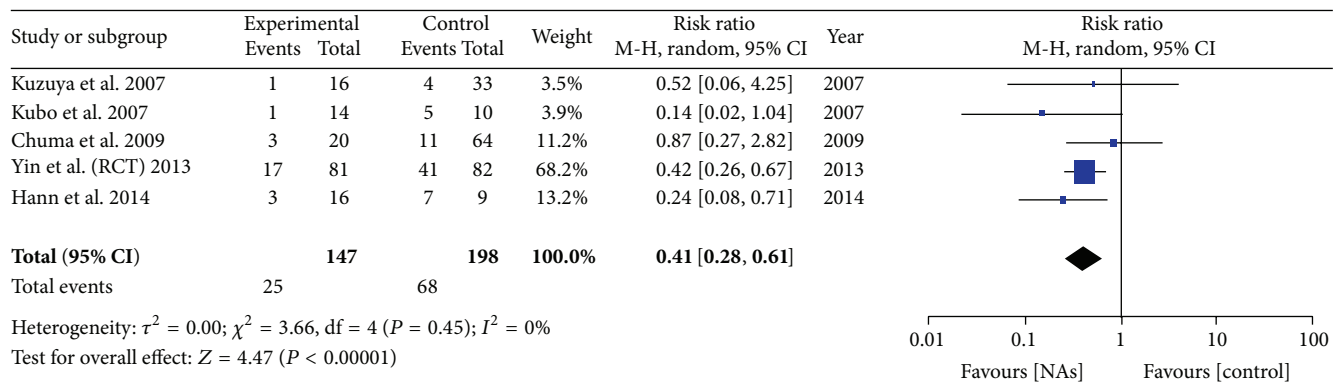 Study or subgroup Experimental Control Weight Risk ratio Year Risk ratio
Events Total Events Total M-H, random, 95% CI M-H, random, 95% CI
Kuzuya et al. 2007 1 16 4 33 3.5% 0.52 [0.06, 4.25] 2007
Kubo et al. 2007 1 14 5 10 3.9% 0.14 [0.02, 1.04] 2007
Chuma et al. 2009 3 20 11 64 11.2% 0.87 [0.27, 2.82] 2009
Yin et al. (RCT) 2013 17 81 41 82 68.2% 0.42 [0.26, 0.67] 2013
Hann et al. 2014 3 16 7 9 13.2% 0.24 [0.08, 0.71] 2014
Total (95% CI) 147 198 100.0% 0.41 [0.28, 0.61]
Total events 25 68
Heterogeneity: τ² = 0.00; χ² = 3.66, df = 4 (P = 0.45); I² = 0%
Test for overall effect: Z = 4.47 (P < 0.00001)
0.01 0.1 1 10 100
Favours [NAs] Favours [control]